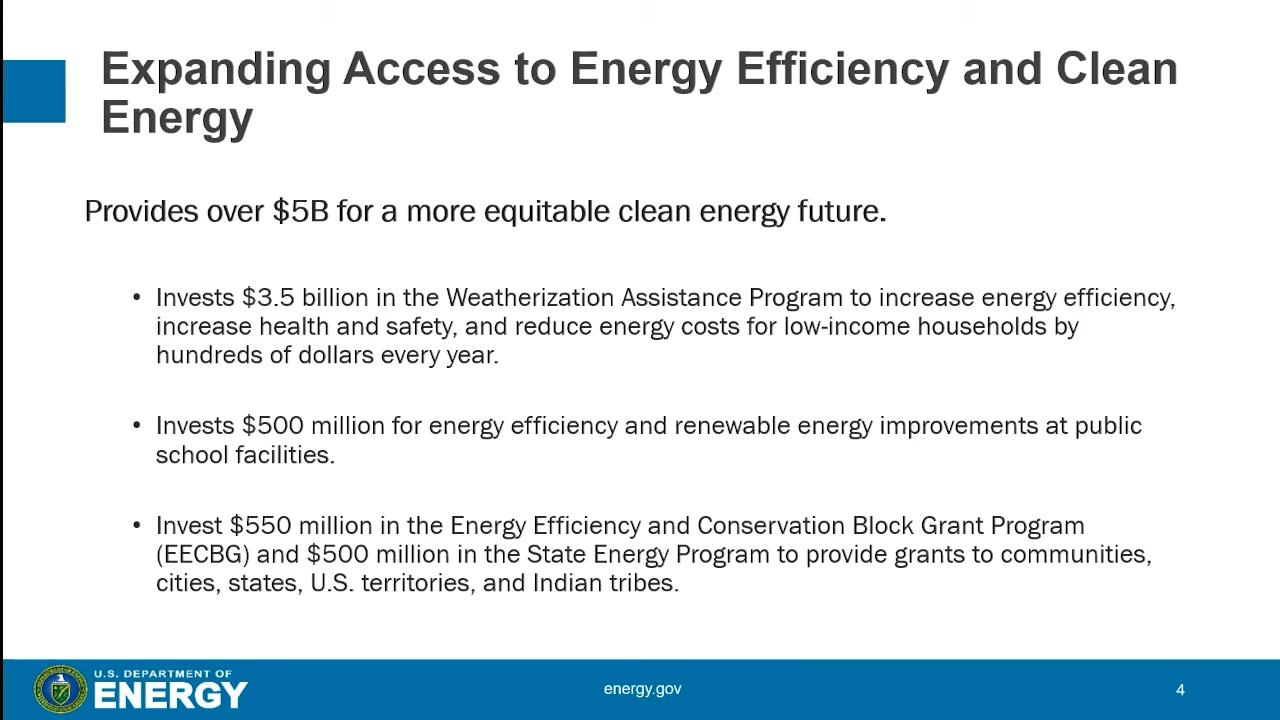 Expanding Access to Energy Efficiency and Clean
Energy
Provides over $5B for a more equitable clean energy future.
• Invests $3.5 billion in the Weatherization Assistance Program to increase energy efficiency,
increase health and safety, and reduce energy costs for low-income households by
hundreds of dollars every year.
• Invests $500 million for energy efficiency and renewable energy improvements at public
school facilities.
• Invest $550 million in the Energy Efficiency and Conservation Block Grant Program
(EECBG) and $500 million in the State Energy Program to provide grants to communities,
cities, states, U.S. territories, and Indian tribes.
U.S. DEPARTMENT OF
ENERGY
energy.gov
4